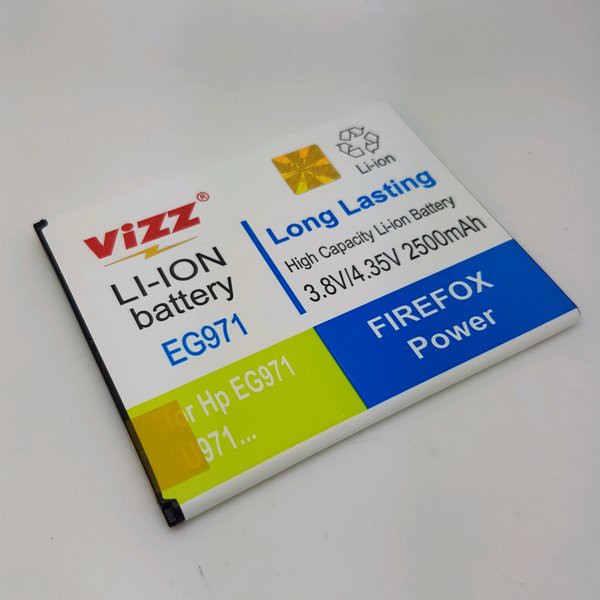 ViZZ®
LI-ION
battery
EG971
Li-ion
Long Lasting
High Capacity Li-ion Battery
3.8V/4.35V 2500mAh
FIREFOX
Power
Hp EG971
U971...